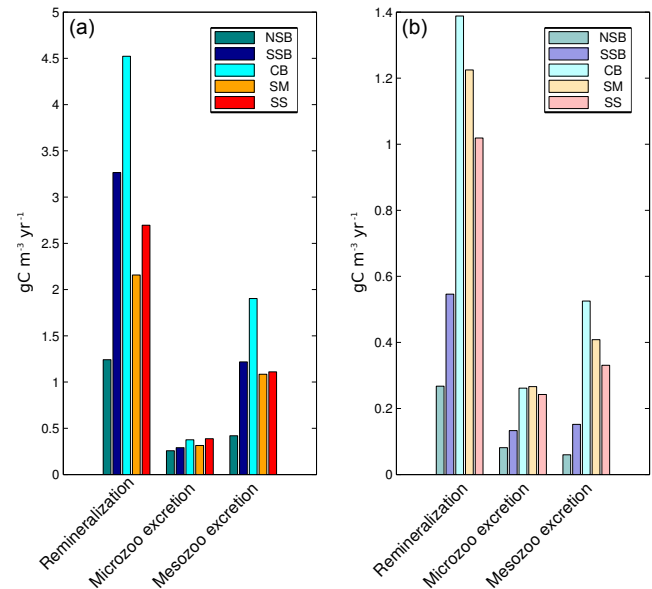 (a)
NSB
SSB
CB
SM
SS
5
4.5
4
3.5
3
2.5
2
1.5
1
0.5
0
gC m⁻³ yr⁻¹
Remineralization
Microzoo excretion
Mesozoo excretion
(b)
NSB
SSB
CB
SM
SS
1.4
1.2
1
0.8
0.6
0.4
0.2
0
gC m⁻³ yr⁻¹
Remineralization
Microzoo excretion
Mesozoo excretion